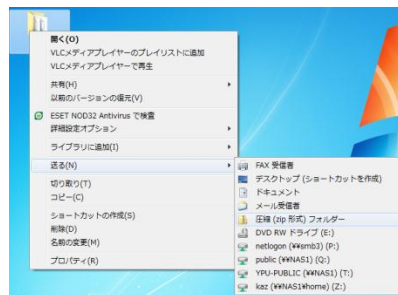 開く(O)
VLCメディアプレイヤーのプレイリストに追加
VLCメディアプレイヤーで再生
共有(H)
以前のバージョンの復元(V)
ESET NOD32 Antivirus で検査
詳細設定オプション
ライブラリに追加(I)
送る(N)
切り取り(T)
コピー(C)
ショートカットの作成(S)
削除(D)
名前の変更(M)
プロパティ(R)
FAX 受信者
デスクトップ (ショートカットを作成)
ドキュメント
メール受信者
圧縮 (zip 形式) フォルダー
DVD RW ドライブ (E:)
netlogon (¥¥smb3) (P:)
public (¥¥NAS1) (Q:)
YPU-PUBLIC (¥¥NAS1) (T:)
kaz (¥¥NAS1¥home) (Z:)